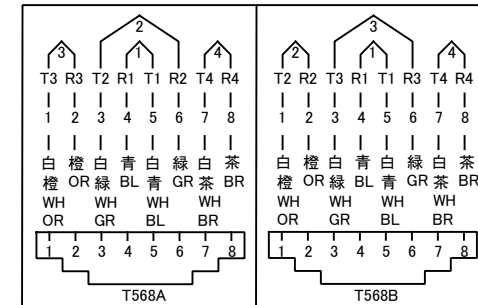 2
3 1 4
T3 R3 T2 R1 T1 R2 T4 R4
1 2 3 4 5 6 7 8
白 橙 白 青 白 緑 白 茶
橙 OR 緑 BL 青 GR 茶 BR
WH WH WH WH
OR GR BL BR
1 2 3 4 5 6 7 8
T568A
3
2 1 4
T2 R2 T3 R1 T1 R3 T4 R4
1 2 3 4 5 6 7 8
白 橙 白 青 白 緑 白 茶
橙 OR 緑 BL 青 GR 茶 BR
WH WH WH WH
OR GR BL BR
1 2 3 4 5 6 7 8
T568B